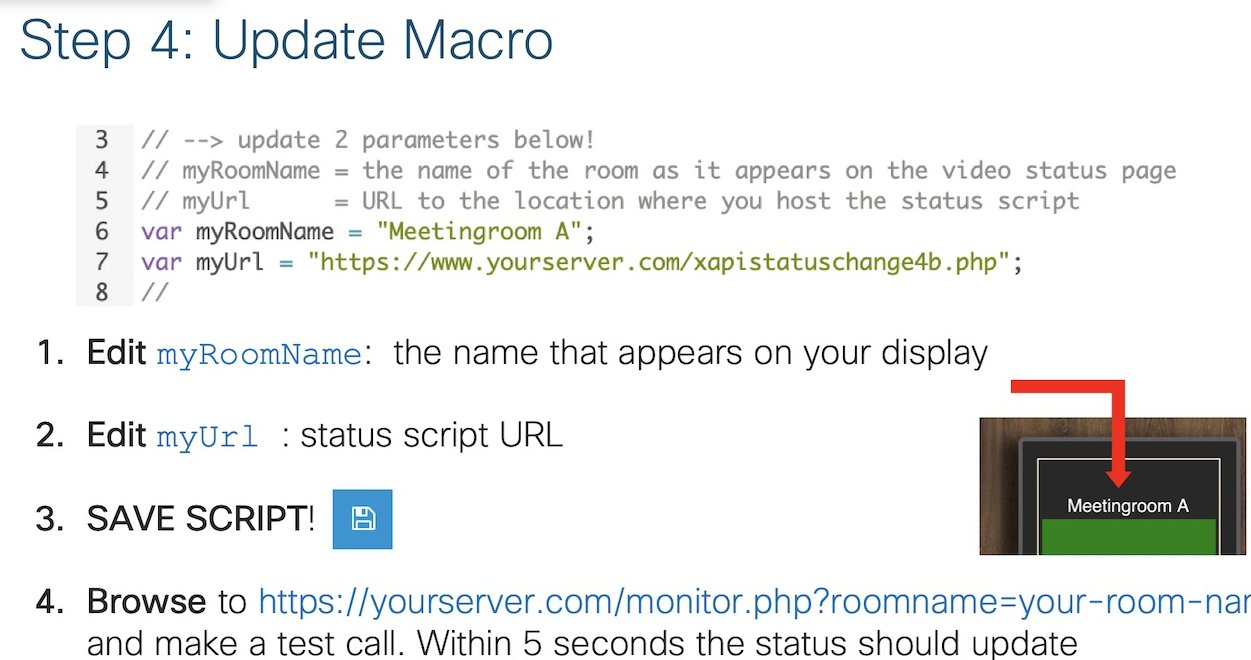 Step 4: Update Macro
3 // --> update 2 parameters below!
4 // myRoomName = the name of the room as it appears on the video status page
5 // myUrl      = URL to the location where you host the status script
6 var myRoomName = "Meetingroom A";
7 var myUrl = "https://www.yourserver.com/xapistatuschange4b.php";
8 //
1. Edit myRoomName: the name that appears on your display
2. Edit myUrl : status script URL
Meetingroom A
3. SAVE SCRIPT!
4. Browse to https://yourserver.com/monitor.php?roomname=your-room-nar
and make a test call. Within 5 seconds the status should update